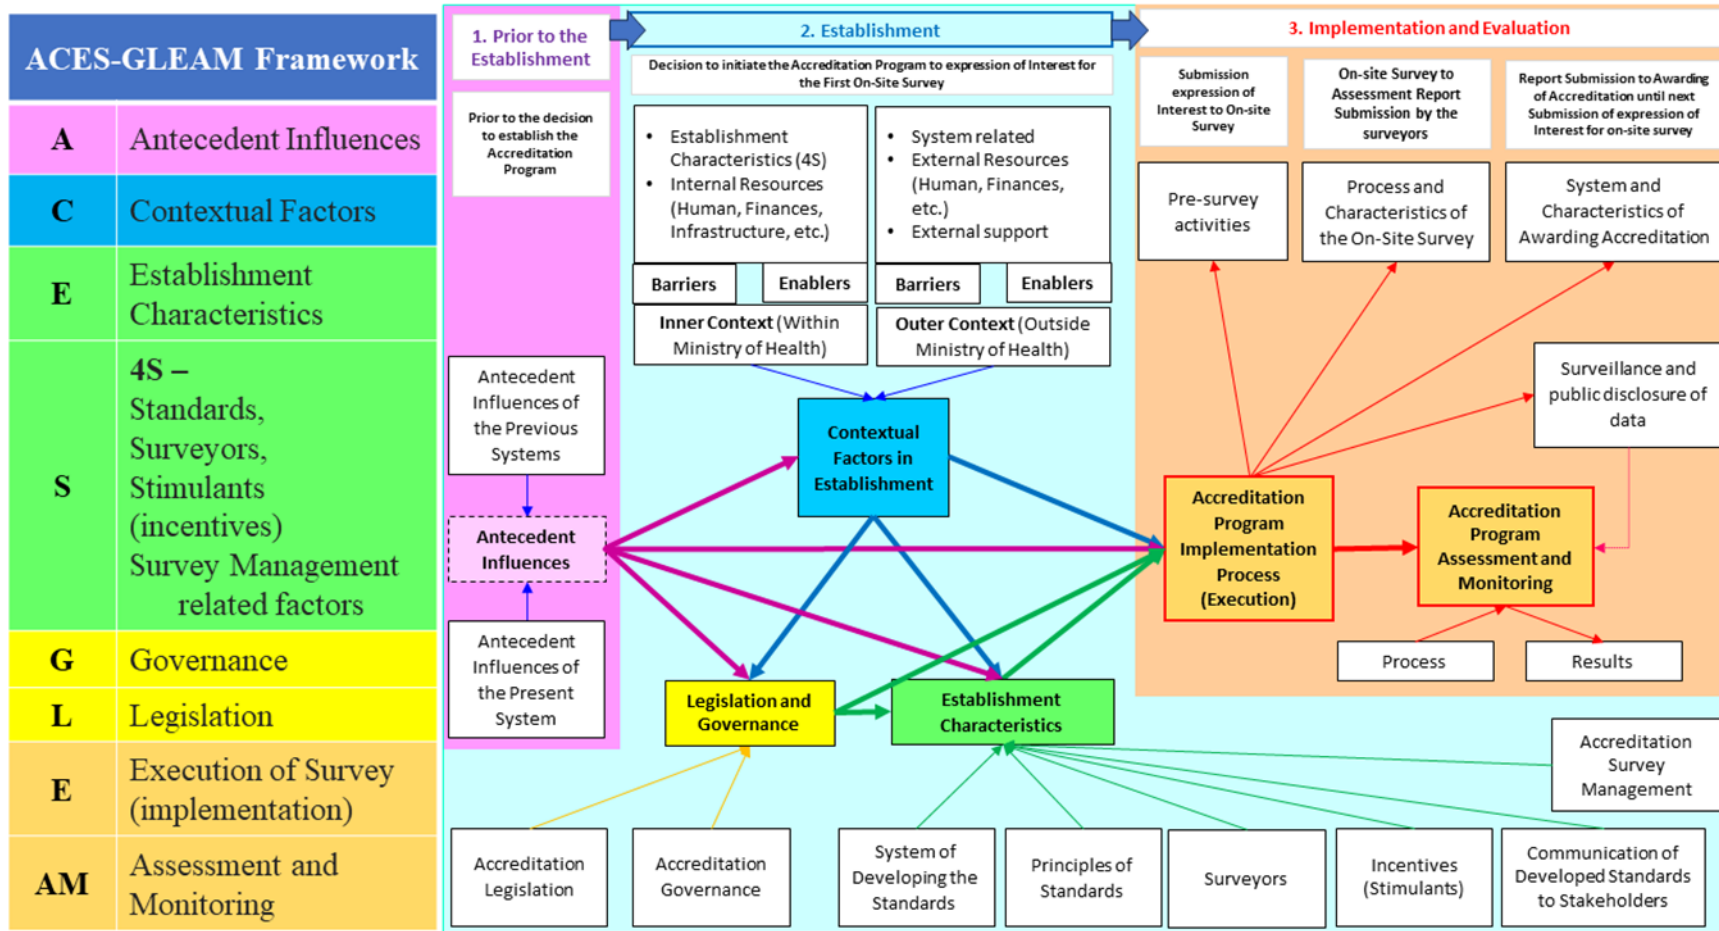 ACES-GLEAM Framework
A
Antecedent Influences
C
Contextual Factors
E
Establishment
Characteristics
S
4S –
Standards,
Surveyors,
Stimulants
(incentives)
Survey Management
related factors
G
Governance
L
Legislation
E
Execution of Survey
(implementation)
AM
Assessment and
Monitoring
1. Prior to the
Establishment
Prior to the decision
to establish the
Accreditation
Program
Antecedent
Influences of
the Previous
Systems
Antecedent
Influences
Antecedent
Influences of
the Present
System
2. Establishment
Decision to initiate the Accreditation Program to expression of Interest for
the First On-Site Survey
• Establishment
Characteristics (4S)
• Internal Resources
(Human, Finances,
Infrastructure, etc.)
Barriers
Enablers
Inner Context (Within
Ministry of Health)
• System related
• External Resources
(Human, Finances,
etc.)
• External support
Barriers
Enablers
Outer Context (Outside
Ministry of Health)
Contextual
Factors in
Establishment
Legislation and
Governance
Establishment
Characteristics
3. Implementation and Evaluation
Submission
expression of
Interest to On-site
Survey
On-site Survey to
Assessment Report
Submission by the
surveyors
Report Submission to Awarding
of Accreditation until next
Submission of expression of
Interest for on-site survey
Pre-survey
activities
Process and
Characteristics of
the On-Site Survey
System and
Characteristics of
Awarding Accreditation
Surveillance and
public disclosure of
data
Accreditation
Program
Implementation
Process
(Execution)
Accreditation
Program
Assessment and
Monitoring
Process
Results
Accreditation
Survey
Management
Accreditation
Legislation
Accreditation
Governance
System of
Developing the
Standards
Principles of
Standards
Surveyors
Incentives
(Stimulants)
Communication of
Developed Standards
to Stakeholders